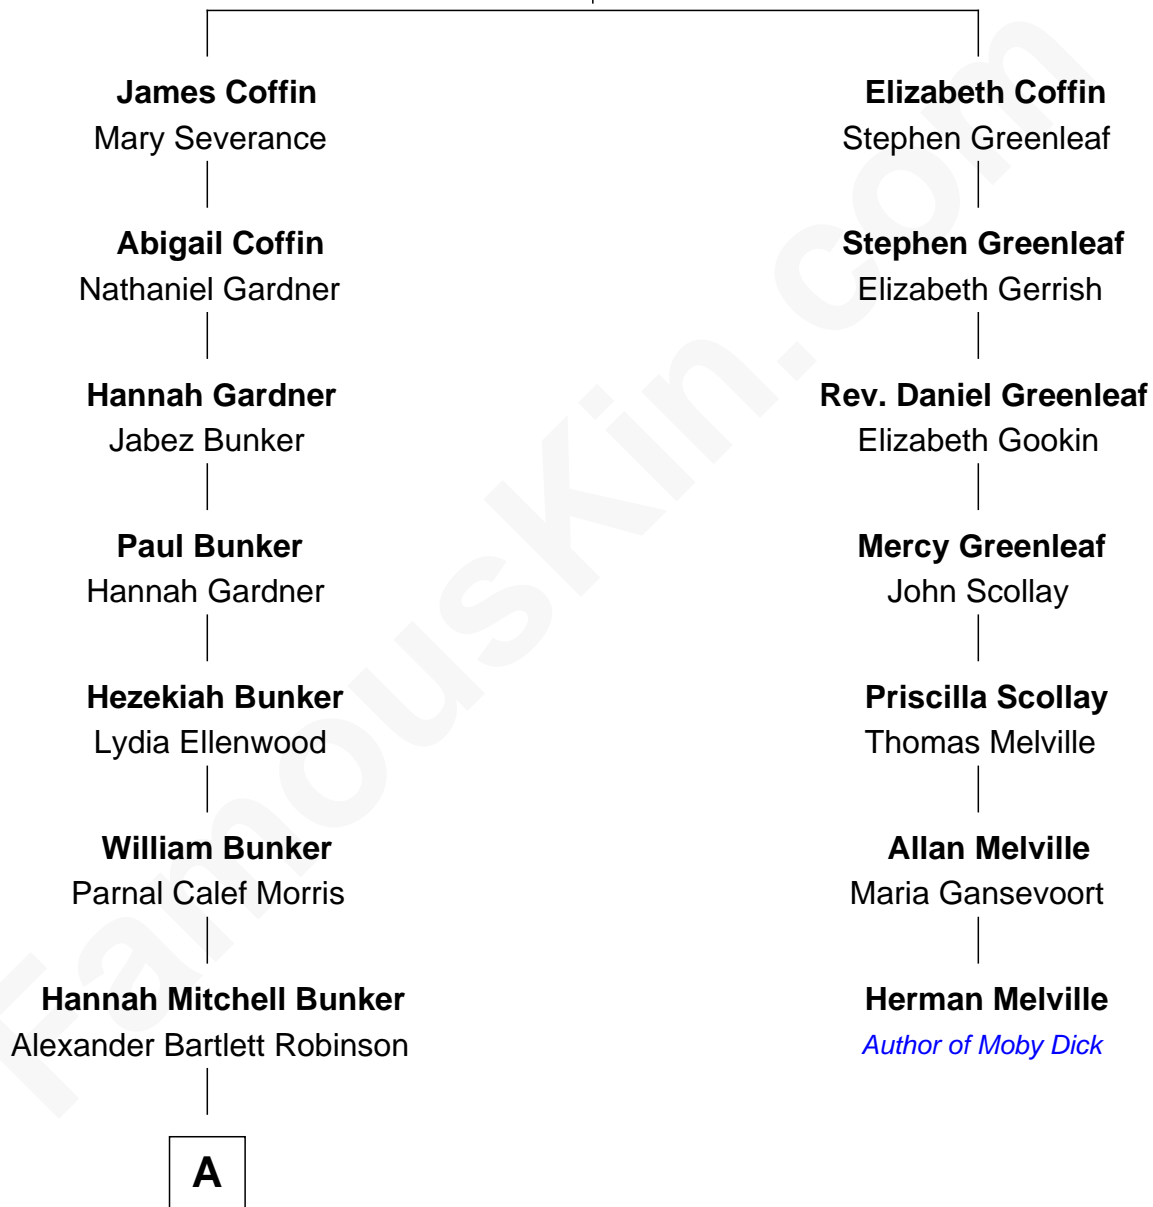 James Coffin
Mary Severance
Abigail Coffin
Nathaniel Gardner
Hannah Gardner
Jabez Bunker
Paul Bunker
Hannah Gardner
Hezekiah Bunker
Lydia Ellenwood
William Bunker
Parnal Calef Morris
Hannah Mitchell Bunker
Alexander Bartlett Robinson
A
Elizabeth Coffin
Stephen Greenleaf
Stephen Greenleaf
Elizabeth Gerrish
Rev. Daniel Greenleaf
Elizabeth Gookin
Mercy Greenleaf
John Scollay
Priscilla Scollay
Thomas Melville
Allan Melville
Maria Gansevoort
Herman Melville
Author of Moby Dick
FamousKin.com